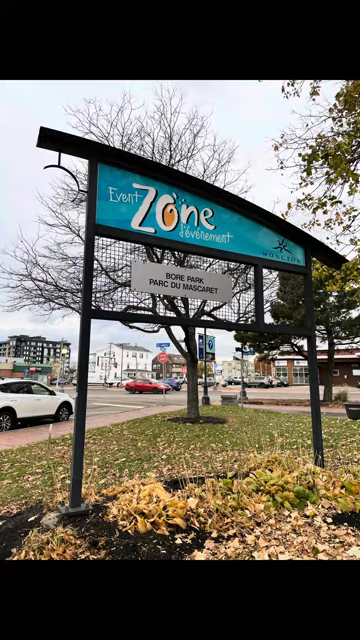 Event
Zone
d'événement
MONCTON
BORE PARK
PARC DU MASCARET